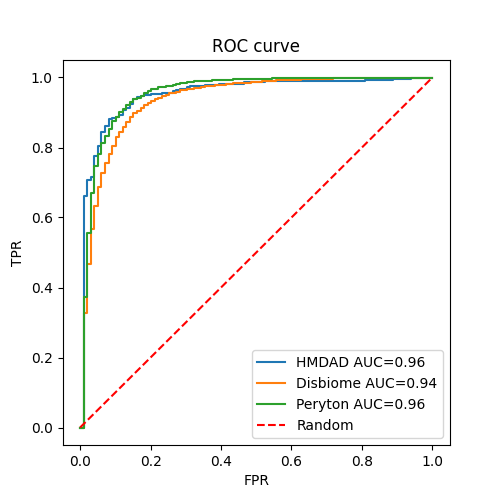 ROC curve
1.0
0.8
0.6
0.4
0.2
0.0
TPR
0.0
0.2
0.4
0.6
0.8
1.0
FPR
HMDAD AUC=0.96
Disbiome AUC=0.94
Peryton AUC=0.96
Random